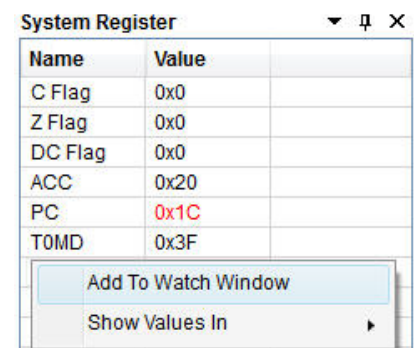 System Register
Name Value
C Flag 0x0
Z Flag 0x0
DC Flag 0x0
ACC 0x20
PC 0x1C
T0MD 0x3F
Add To Watch Window
Show Values In